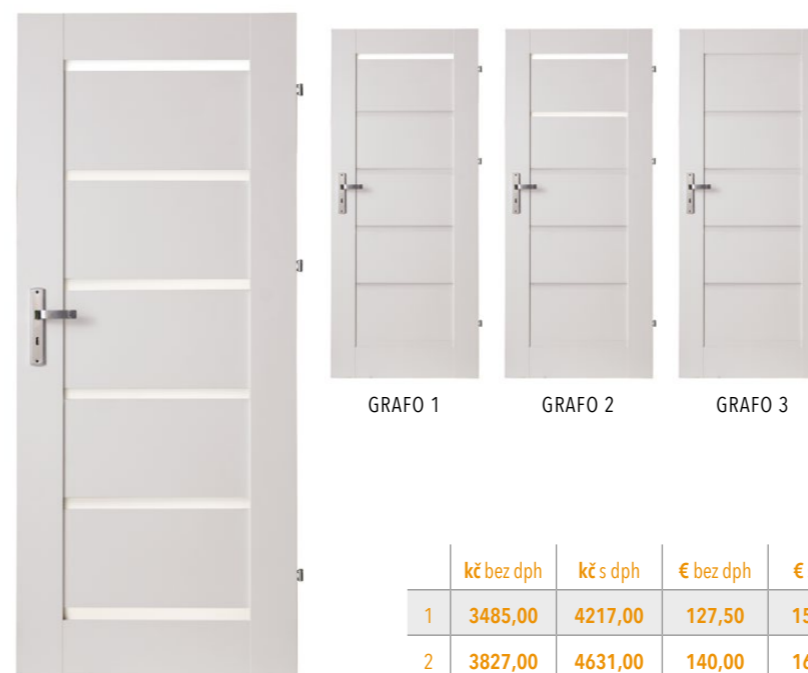 GRAFO 1 GRAFO 2 GRAFO 3
kč bez dph kč s dph € bez dph €
1 3485,00 4217,00 127,50
2 3827,00 4631,00 140,00